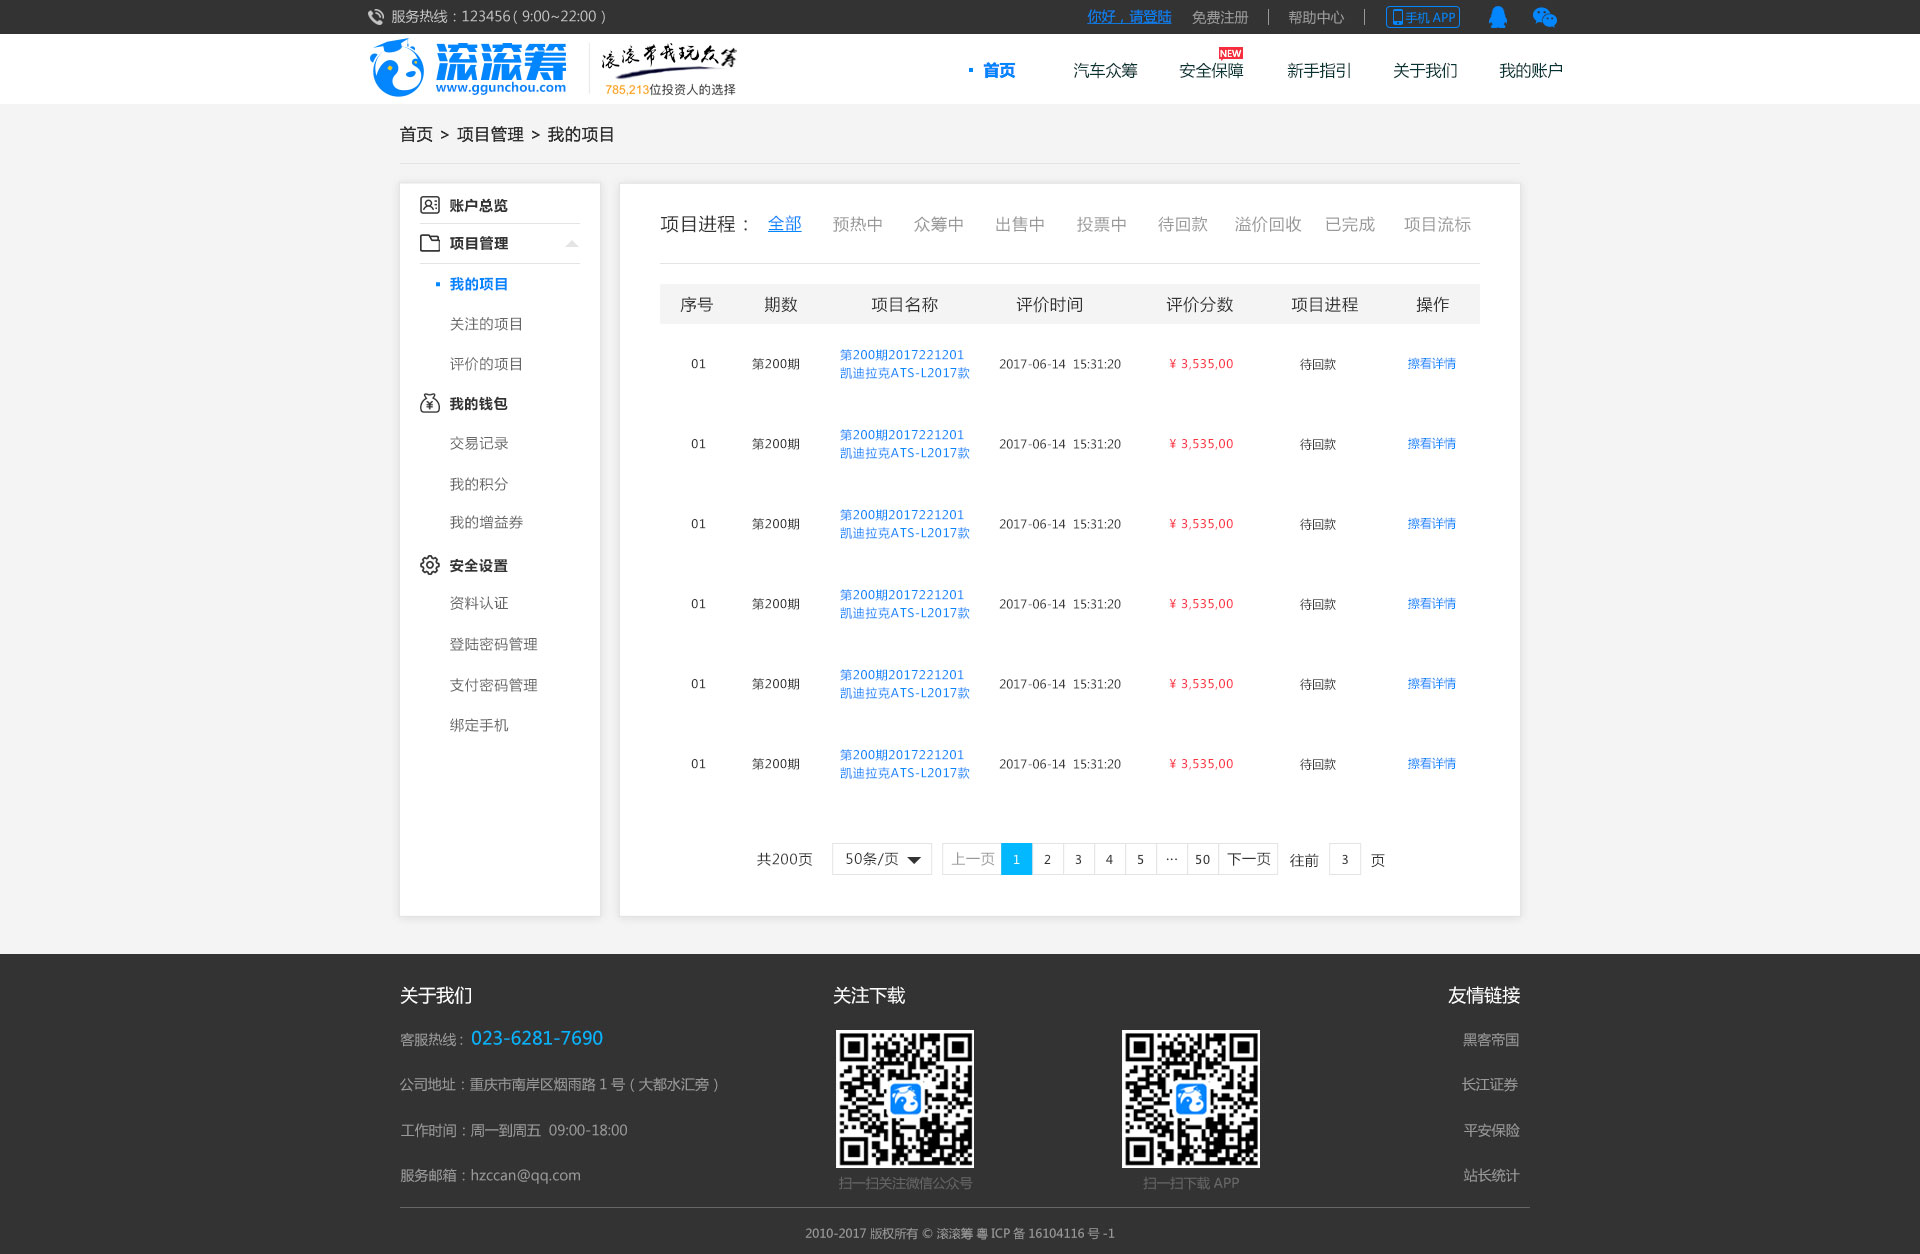 服务热线：123456（ 9:00~22:00 ）
你好，请登陆 免费注册 帮助中心 手机 APP
滚滚筹
www.ggunchou.com
滚滚带我玩众筹
785,213位投资人的选择
首页 汽车众筹 安全保障 NEW 新手指引 关于我们 我的账户
首页 > 项目管理 > 我的项目
账户总览
项目管理
我的项目
关注的项目
评价的项目
我的钱包
交易记录
我的积分
我的增益券
安全设置
资料认证
登陆密码管理
支付密码管理
绑定手机
项目进程： 全部 预热中 众筹中 出售中 投票中 待回款 溢价回收 已完成 项目流标
序号 期数 项目名称 评价时间 评价分数 项目进程 操作
01 第200期 第200期2017221201 2017-06-14 15:31:20 ¥ 3,535,00 待回款 擦看详情
凯迪拉克ATS-L2017款
01 第200期 第200期2017221201 2017-06-14 15:31:20 ¥ 3,535,00 待回款 擦看详情
凯迪拉克ATS-L2017款
01 第200期 第200期2017221201 2017-06-14 15:31:20 ¥ 3,535,00 待回款 擦看详情
凯迪拉克ATS-L2017款
01 第200期 第200期2017221201 2017-06-14 15:31:20 ¥ 3,535,00 待回款 擦看详情
凯迪拉克ATS-L2017款
01 第200期 第200期2017221201 2017-06-14 15:31:20 ¥ 3,535,00 待回款 擦看详情
凯迪拉克ATS-L2017款
01 第200期 第200期2017221201 2017-06-14 15:31:20 ¥ 3,535,00 待回款 擦看详情
凯迪拉克ATS-L2017款
共200页 50条/页 上一页 1 2 3 4 5 ... 50 下一页 往前 3 页
关于我们
客服热线：023-6281-7690
公司地址：重庆市南岸区烟雨路 1 号（ 大都水汇旁 ）
工作时间：周一到周五 09:00-18:00
服务邮箱：hzccan@qq.com
关注下载
扫一扫关注微信公众号
扫一扫下载 APP
友情链接
黑客帝国
长江证券
平安保险
站长统计
2010-2017 版权所有 © 滚滚筹 粤 ICP 备 16104116 号 -1